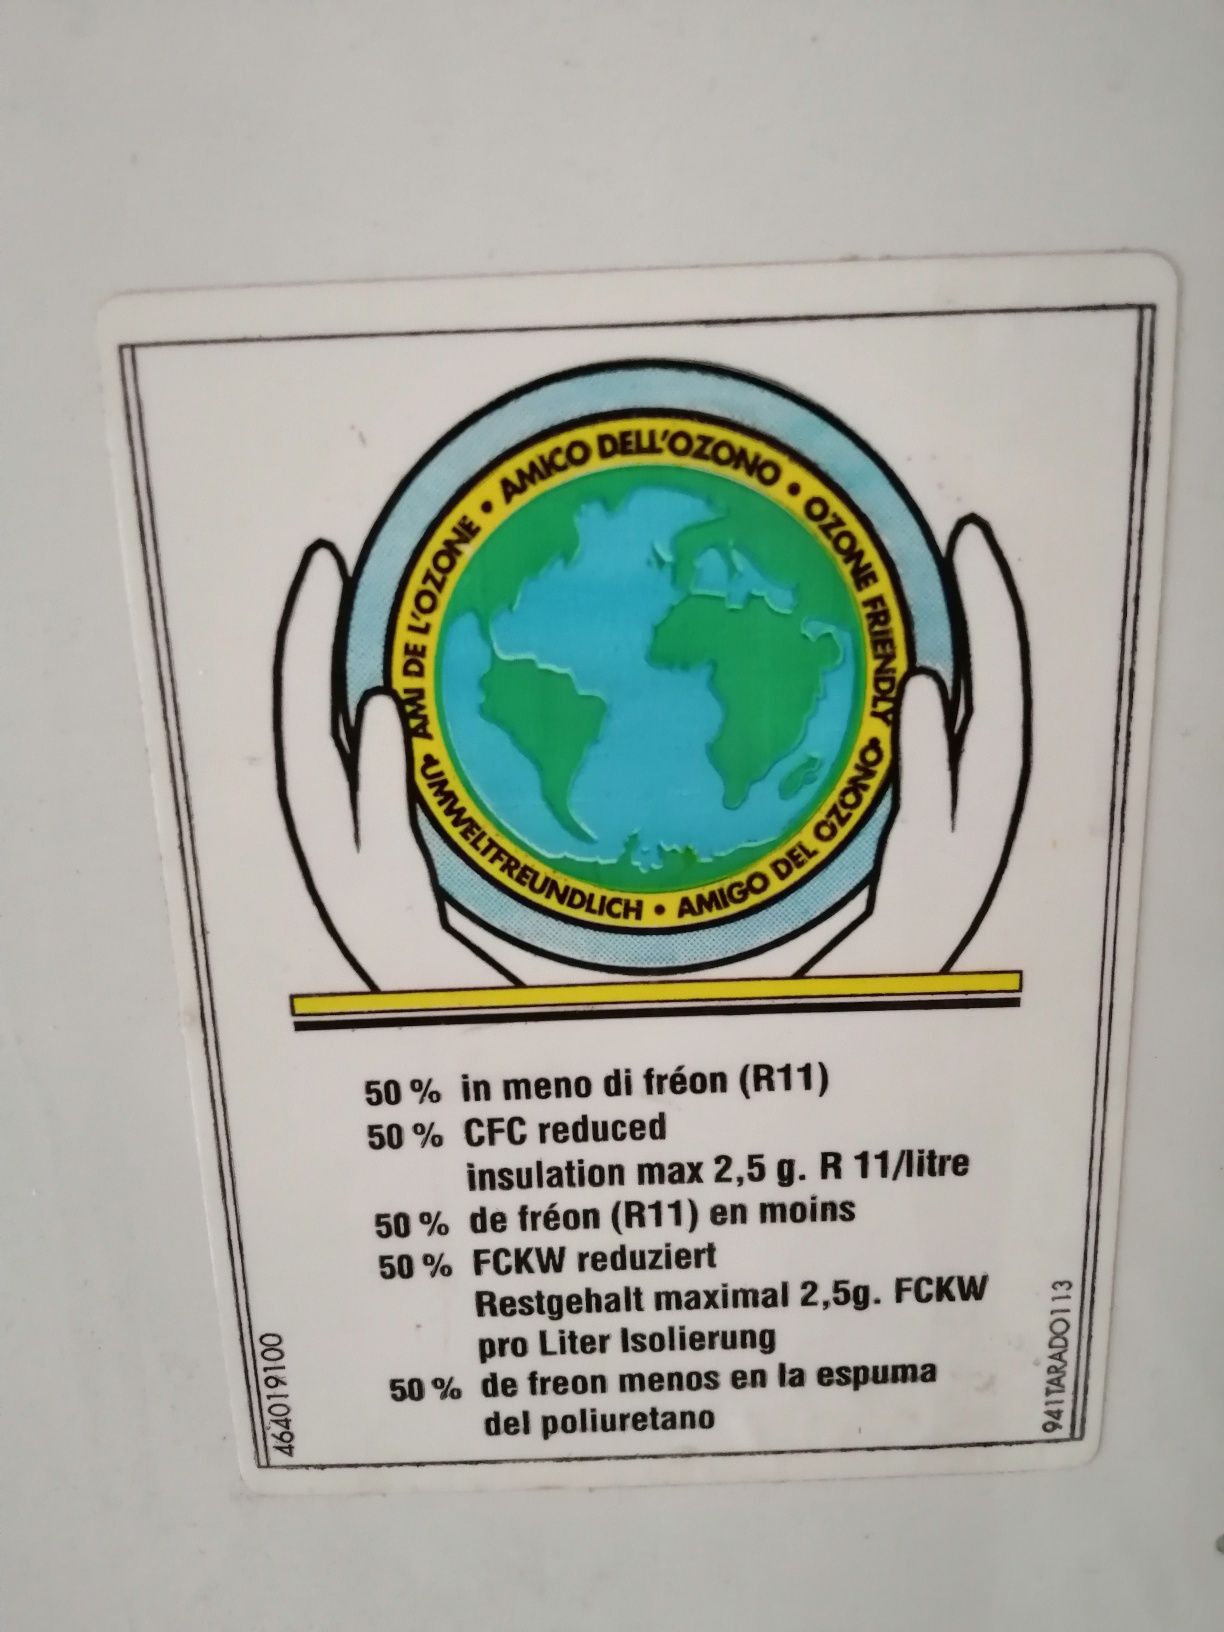 AMI DE L'OZONE • AMICO DELL'OZONO • OZONE FRIENDLY •
UMWELTFREUNDLICH • AMIGO DEL OZONO •
50 % in meno di fréon (R11)
50 % CFC reduced
insulation max 2,5 g. R 11/litre
50 % de fréon (R11) en moins
50 % FCKW reduziert
Restgehalt maximal 2,5g. FCKW
pro Liter Isolierung
50 % de freon menos en la espuma
del poliuretano
464019100
941TARADO113